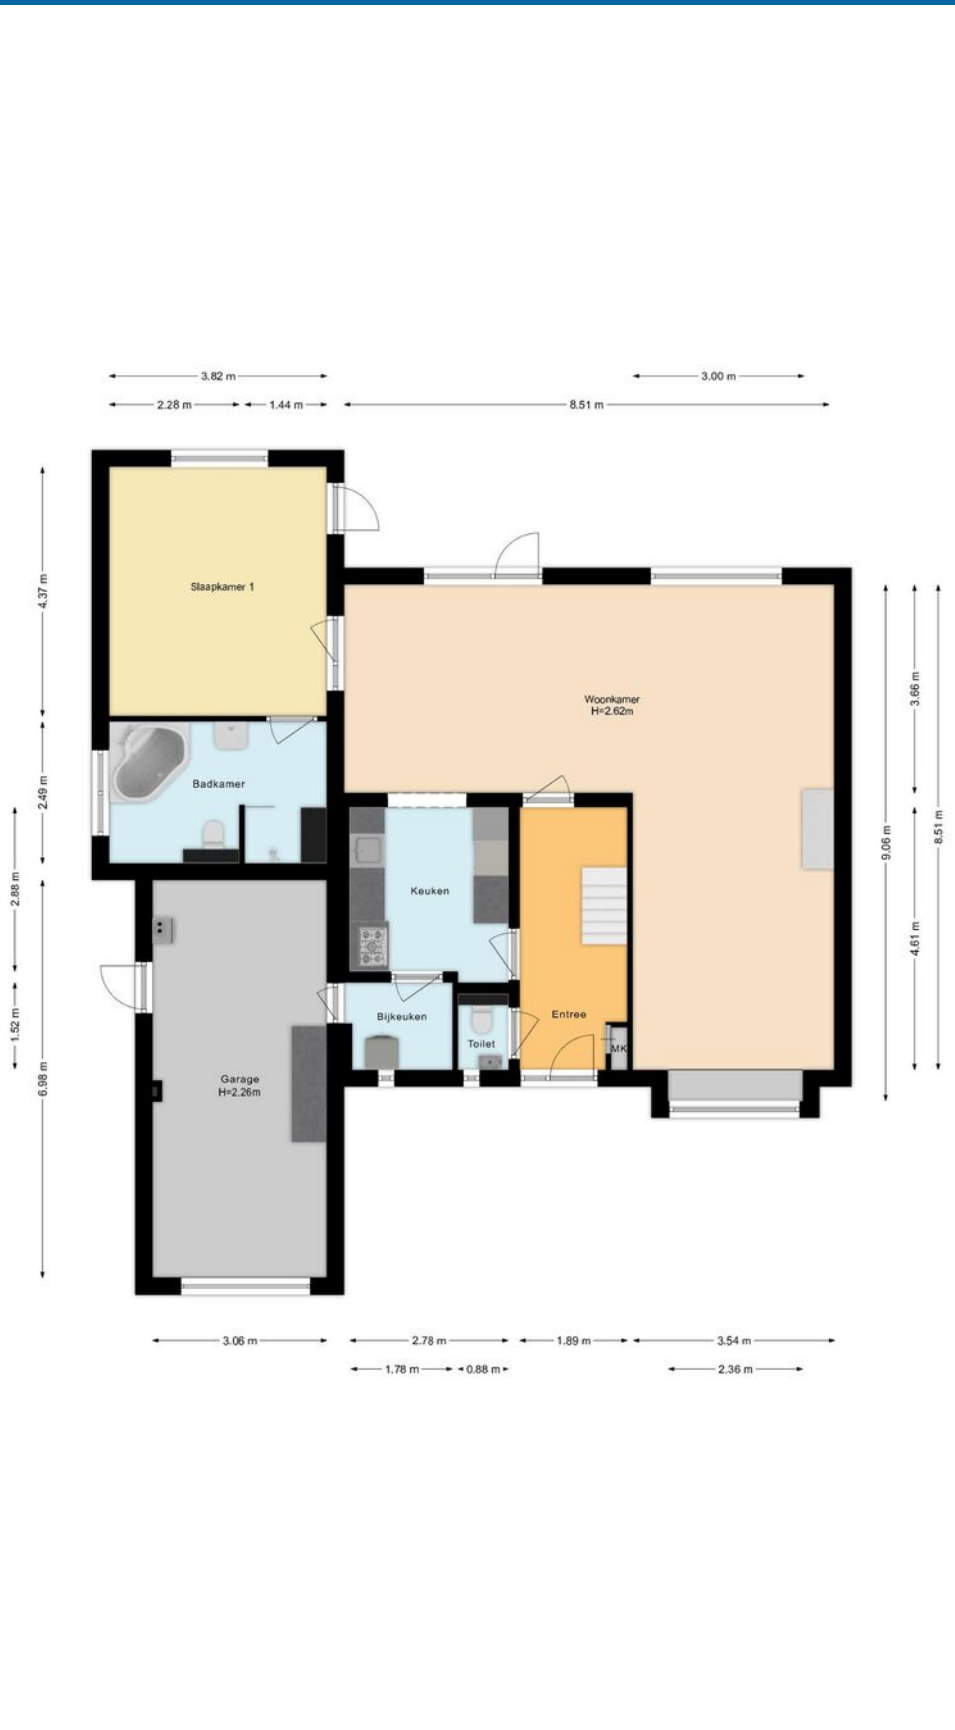 3.82 m
3.00 m
2.28 m
1.44 m
8.51 m
4.37 m
Slaapkamer 1
Woonkamer
H=2.62m
3.66 m
2.49 m
Badkamer
9.06 m
8.51 m
2.88 m
Keuken
4.61 m
1.52 m
Bijkeuken
Toilet
Entree
MK
6.98 m
Garage
H=2.26m
3.06 m
2.78 m
1.89 m
3.54 m
1.78 m
0.88 m
2.36 m